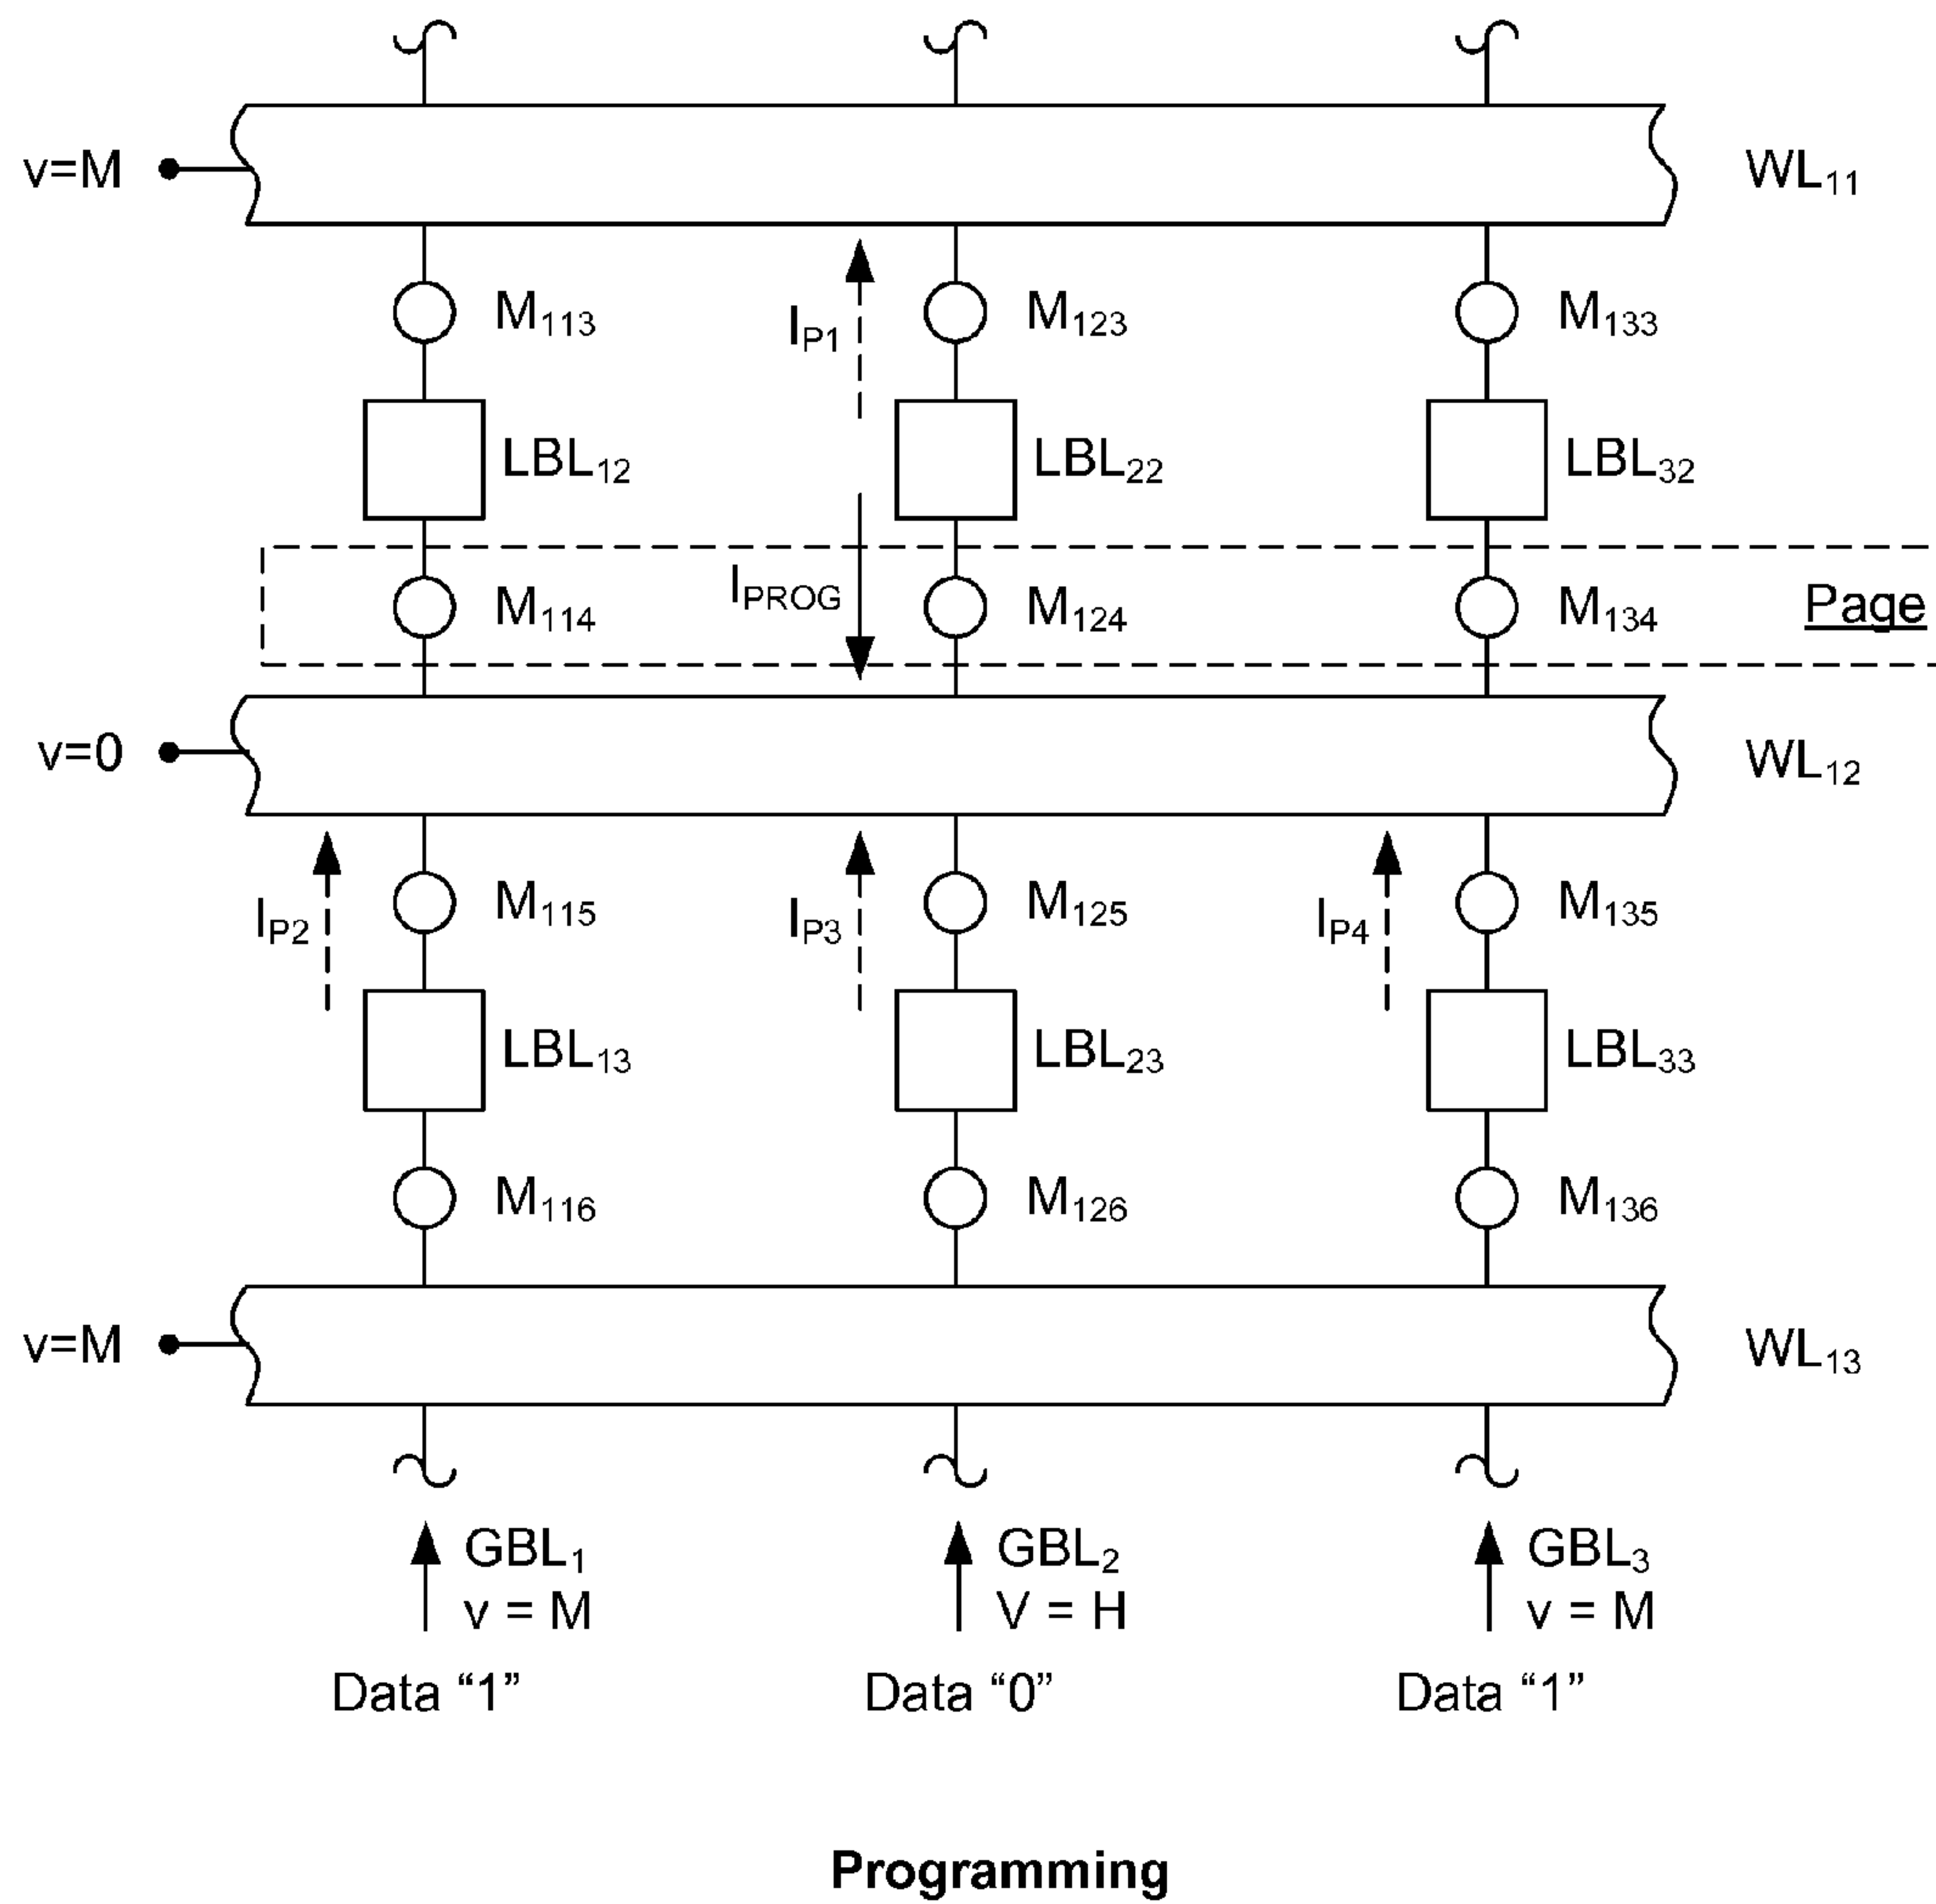 v=M
WL11
M113
IP1
M123
M133
LBL12
LBL22
LBL32
M114
IPROG
M124
M134
Page
v=0
WL12
IP2
M115
IP3
M125
IP4
M135
LBL13
LBL23
LBL33
M116
M126
M136
v=M
WL13
GBL1
v = M
GBL2
V = H
GBL3
v = M
Data “1”
Data “0”
Data “1”
Programming